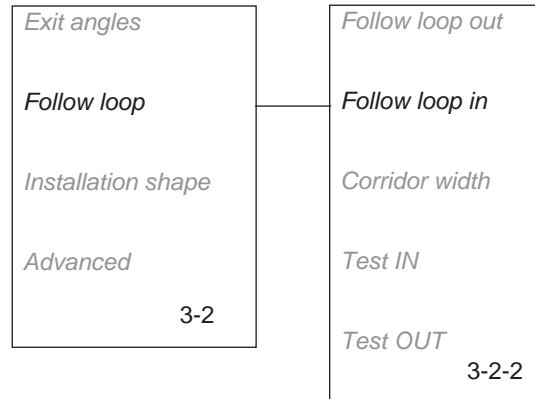 Exit angles
Follow loop
Installation shape
Advanced
3-2
Follow loop out
Follow loop in
Corridor width
Test IN
Test OUT
3-2-2